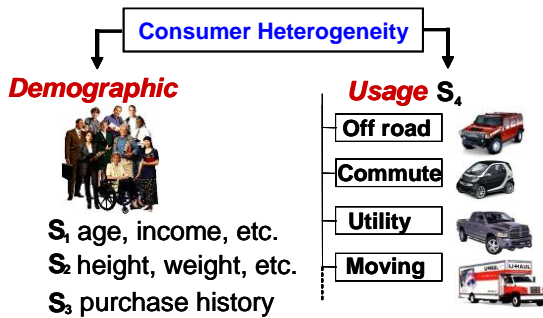 Consumer Heterogeneity
Demographic
S₁ age, income, etc.
S₂ height, weight, etc.
S₃ purchase history
Usage S₄
Off road
Commute
Utility
Moving
U-HAUL